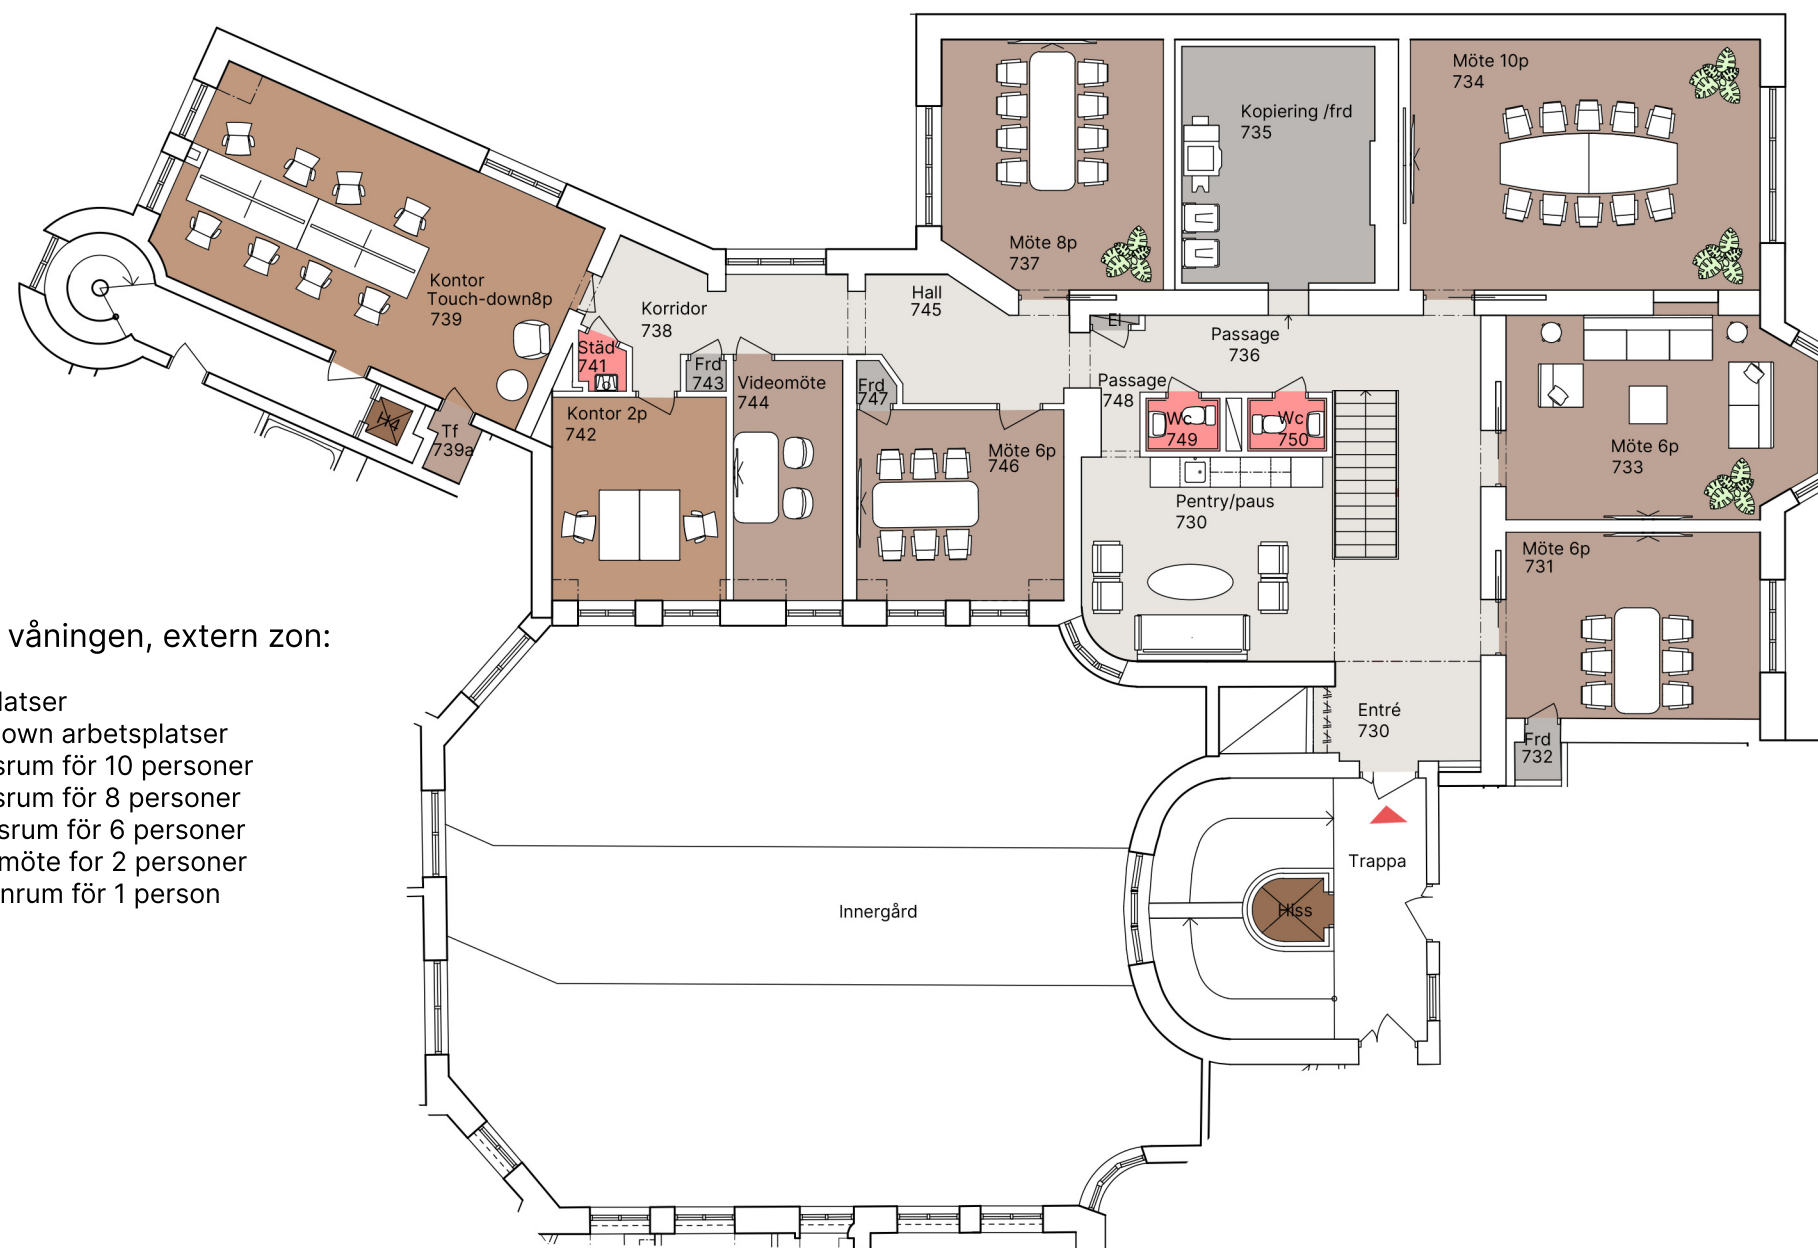 Möte 10p
734
Kopiering /frd
735
Möte 8p
737
Kontor
Touch-down8p
739
Korridor
738
Hall
745
El
Passage
736
Städ
741
Frd
743
Videomöte
744
Frd
747
Passage
748
Wc
749
Wc
750
Kontor 2p
742
H4
Tf
739a
Möte 6p
746
Möte 6p
733
Pentry/paus
730
Möte 6p
731
våningen, extern zon:
latser
own arbetsplatser
srum för 10 personer
srum för 8 personer
srum för 6 personer
möte for 2 personer
nrum för 1 person
Entré
730
Frd
732
Trappa
Hiss
Innergård